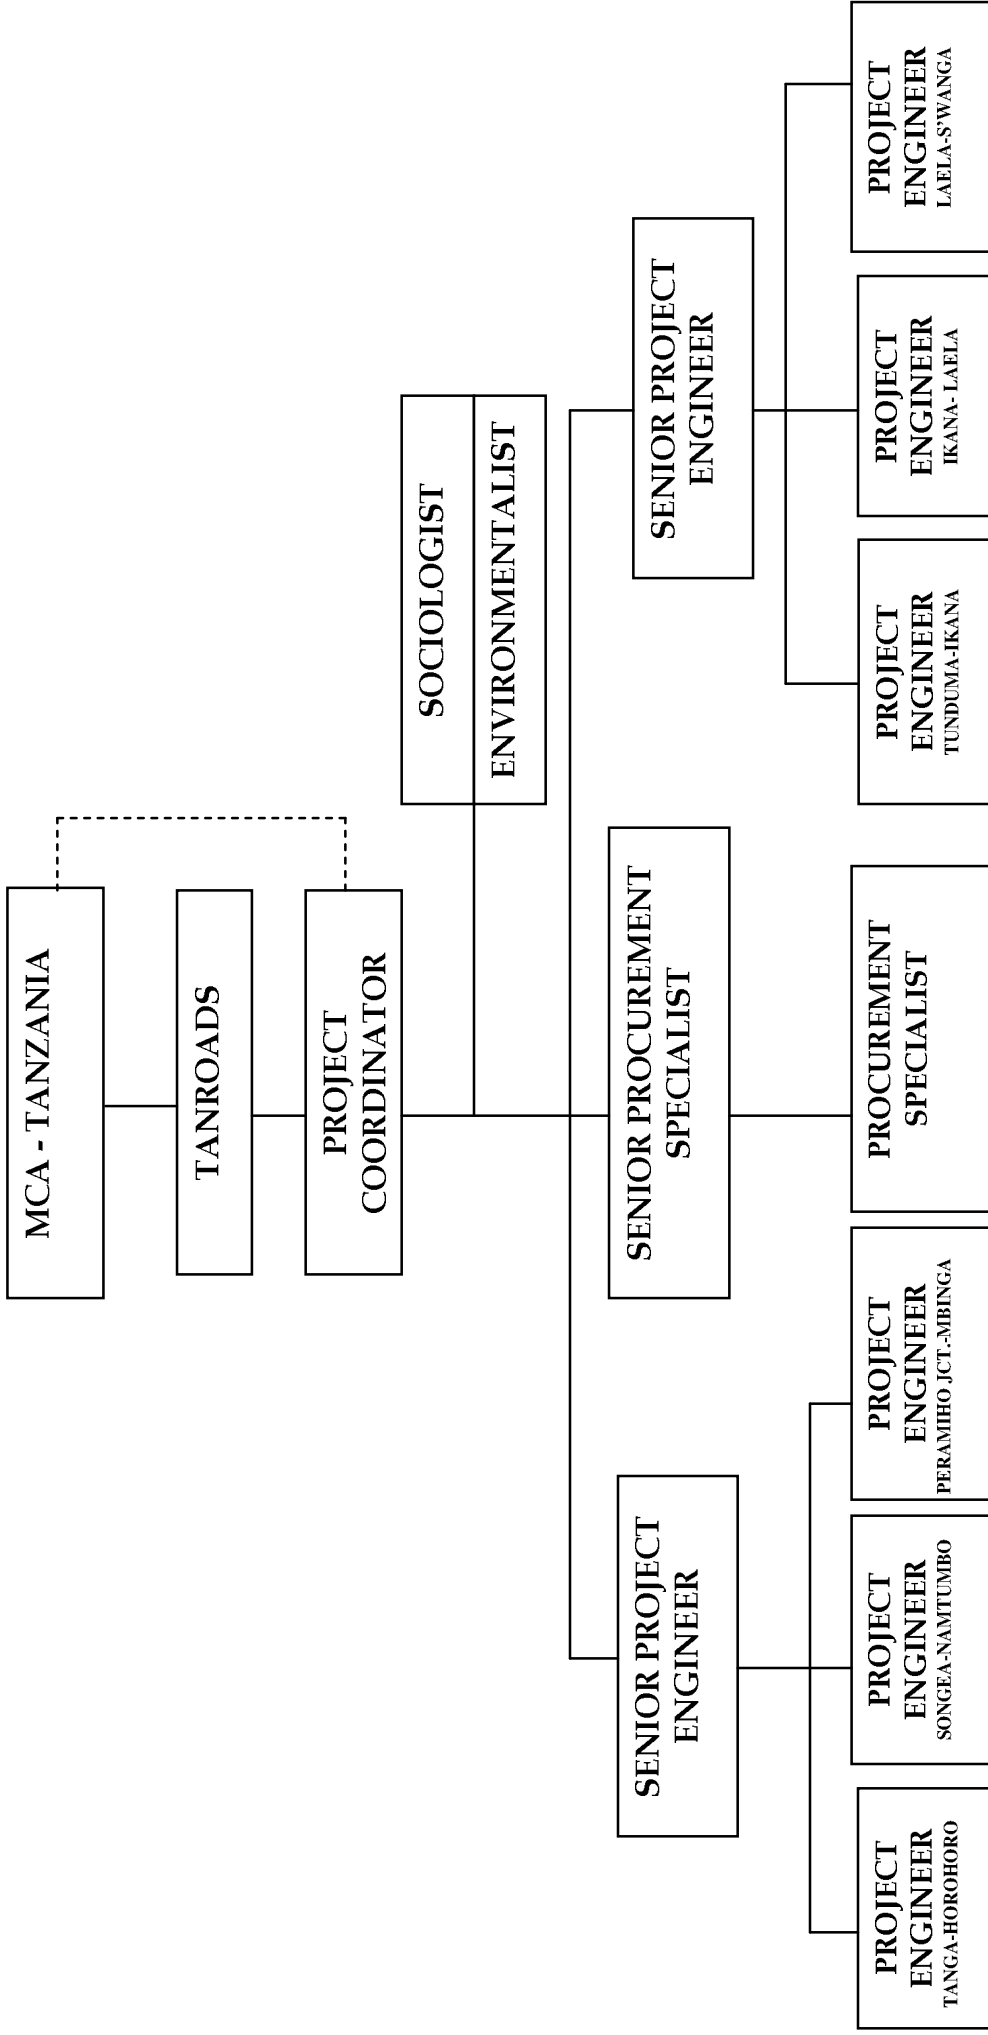 MCA - TANZANIA
TANROADS
PROJECT
COORDINATOR
SOCIOLOGIST
ENVIRONMENTALIST
SENIOR PROJECT
ENGINEER
SENIOR PROCUREMENT
SPECIALIST
SENIOR PROJECT
ENGINEER
PROJECT
ENGINEER
TANGA-HOROHORO
PROJECT
ENGINEER
SONGEA-NAMTUMBO
PROJECT
ENGINEER
PERAMIHO JCT.-MBINGA
PROCUREMENT
SPECIALIST
PROJECT
ENGINEER
TUNDUMA-IKANA
PROJECT
ENGINEER
IKANA- LAELA
PROJECT
ENGINEER
LAELA-S'WANGA